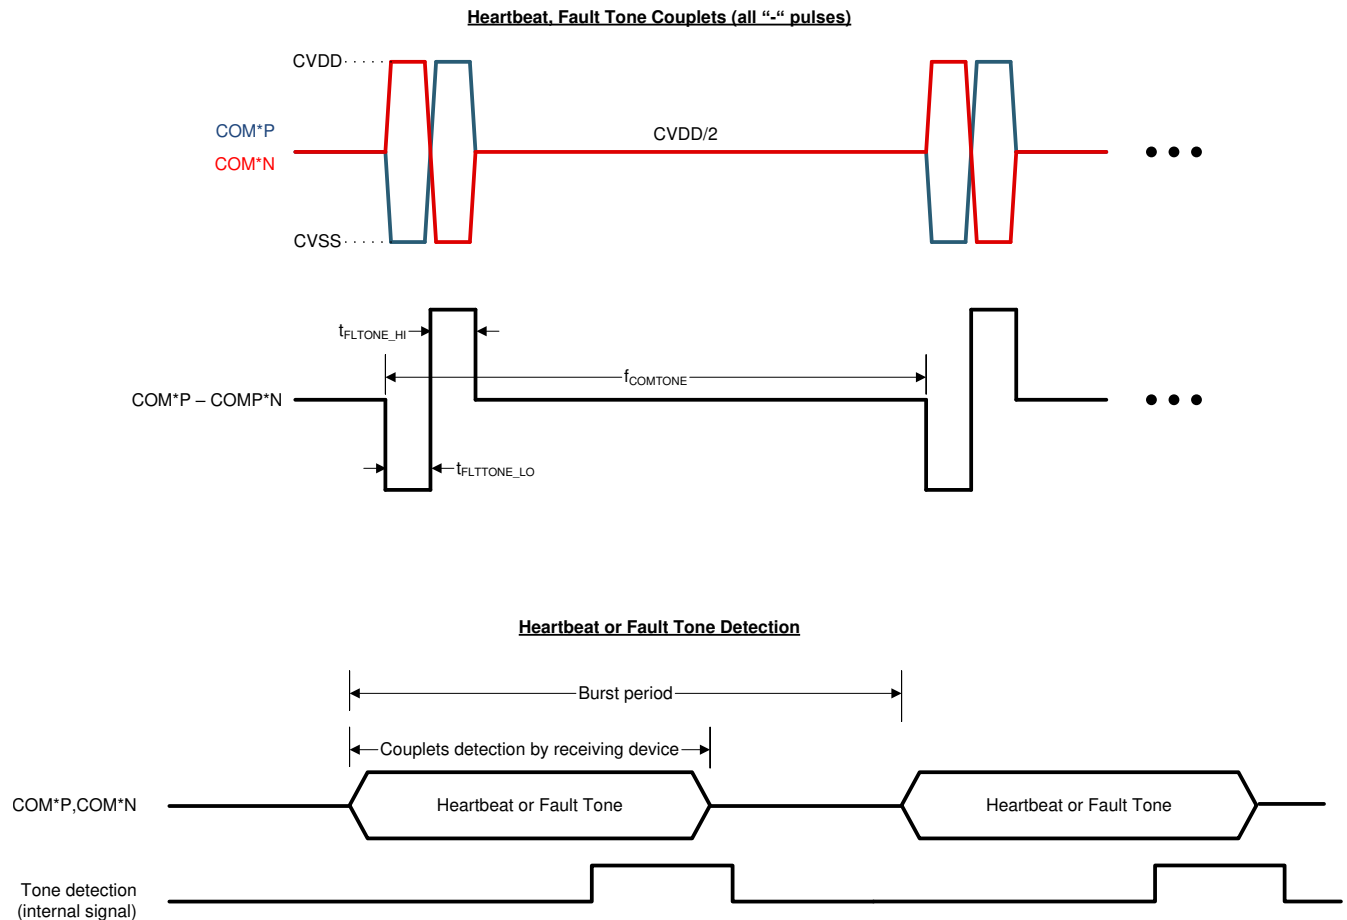 Heartbeat, Fault Tone Couplets (all “-“ pulses)
CVDD
COM*P
COM*N
CVDD/2
CVSS
tFLTONE_HI
fCOMTONE
COM*P – COMP*N
tFLTTONE_LO
Heartbeat or Fault Tone Detection
Burst period
Couplets detection by receiving device
COM*P,COM*N
Heartbeat or Fault Tone
Heartbeat or Fault Tone
Tone detection
(internal signal)